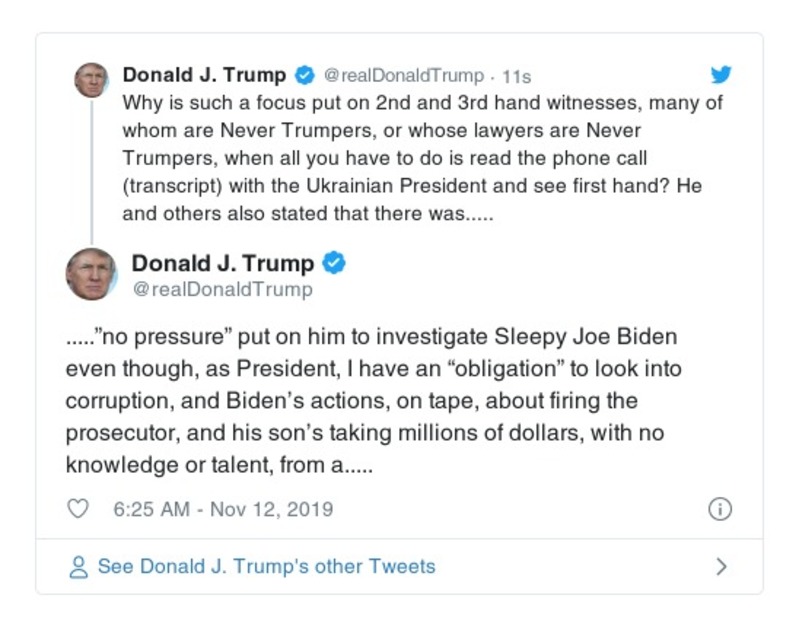 Donald J. Trump @realDonaldTrump · 11s
Why is such a focus put on 2nd and 3rd hand witnesses, many of
whom are Never Trumpers, or whose lawyers are Never
Trumpers, when all you have to do is read the phone call
(transcript) with the Ukrainian President and see first hand? He
and others also stated that there was.....
Donald J. Trump
@realDonaldTrump
.....”no pressure” put on him to investigate Sleepy Joe Biden
even though, as President, I have an “obligation” to look into
corruption, and Biden’s actions, on tape, about firing the
prosecutor, and his son’s taking millions of dollars, with no
knowledge or talent, from a.....
6:25 AM - Nov 12, 2019
See Donald J. Trump's other Tweets